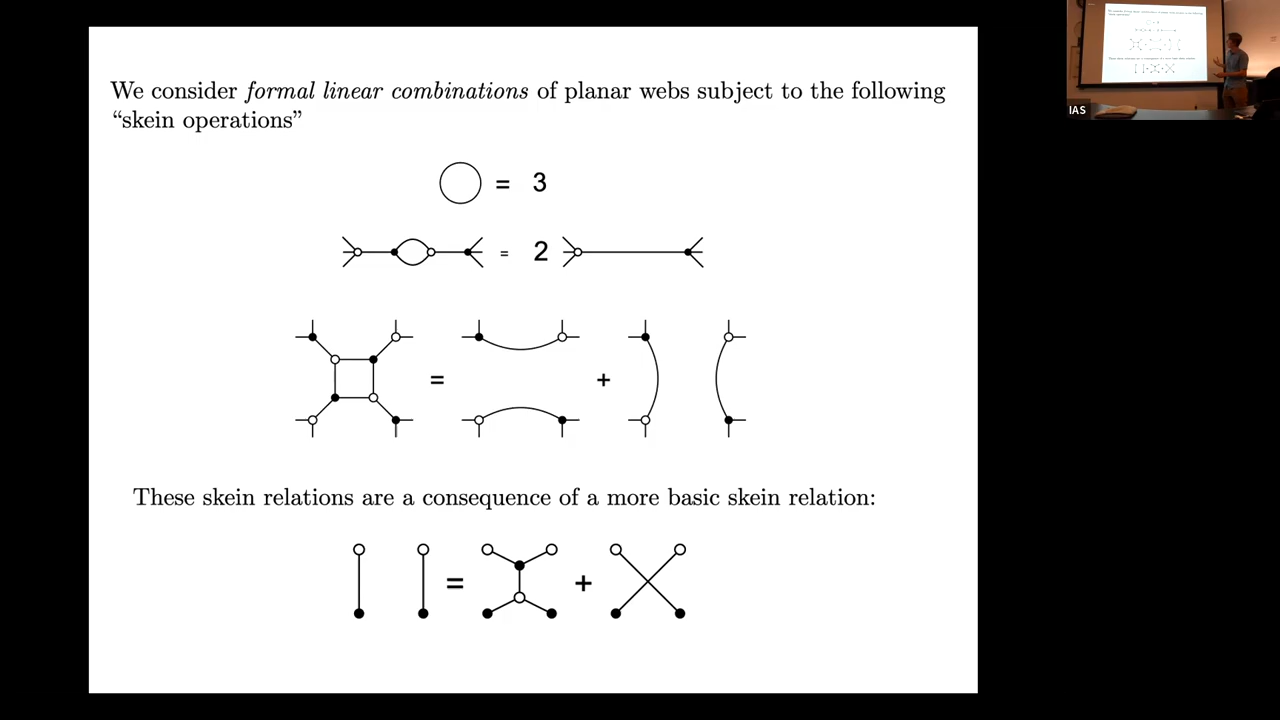 We consider formal linear combinations of planar webs subject to the following
“skein operations”
= 3
= 2
= +
These skein relations are a consequence of a more basic skein relation:
= +
IAS